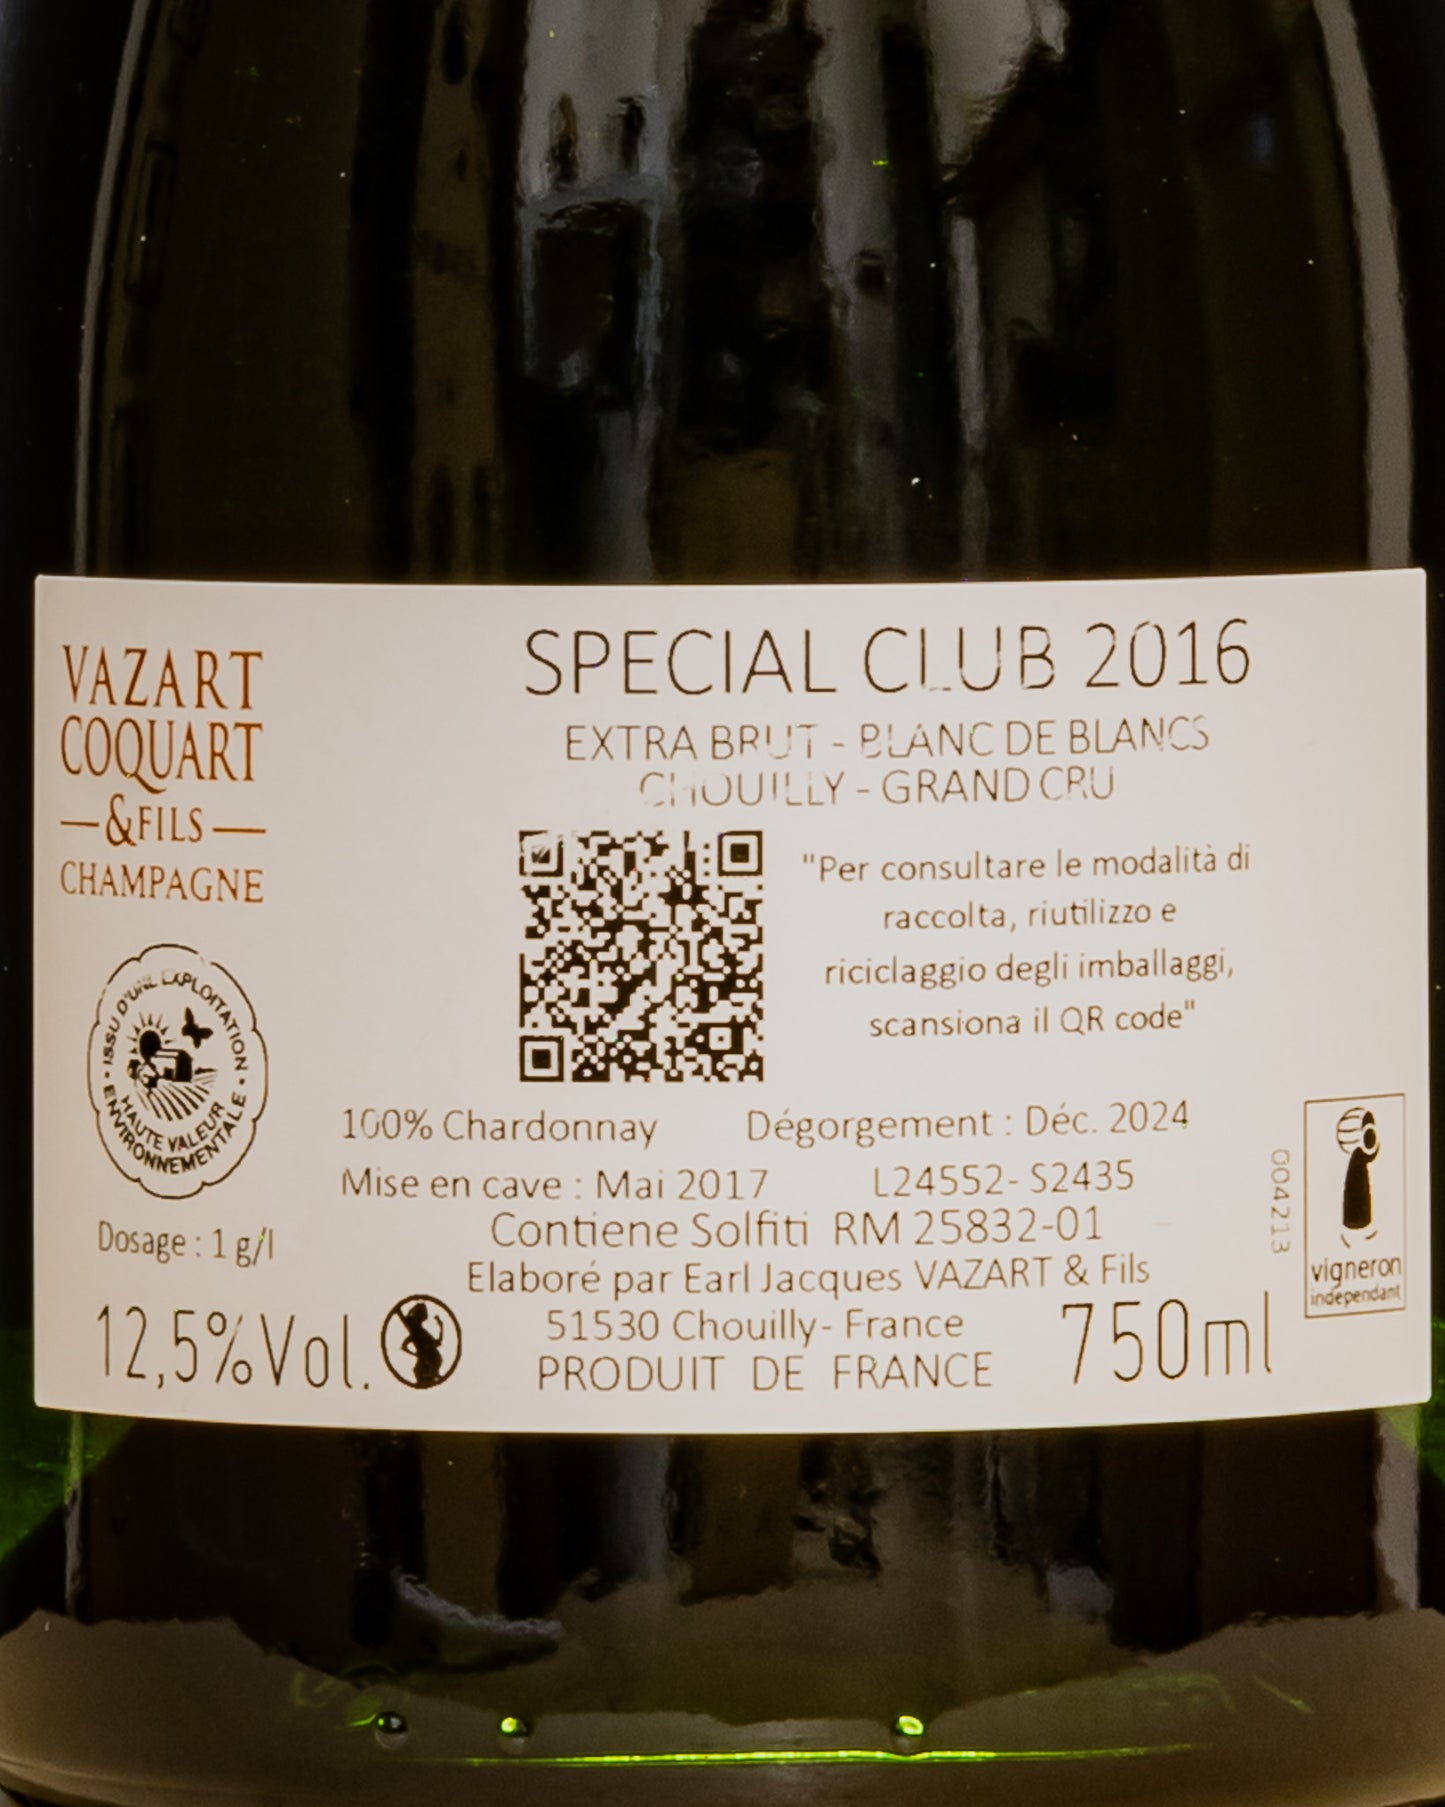 VAZART
COQUART
&FILS
CHAMPAGNE
ISSU D'UNE EXPLOITATION
HAUTE VALEUR
ENVIRONNEMENTALE
Dosage : 1 g/l
12,5%Vol.
SPECIAL CLUB 2016
EXTRA BRUT - BLANC DE BLANCS
CHOUILLY - GRAND CRU
"Per consultare le modalità di
raccolta, riutilizzo e
riciclaggio degli imballaggi,
scansiona il QR code"
100% Chardonnay Dégorgement : Déc. 2024
Mise en cave : Mai 2017 L24552- S2435
Contiene Solfiti RM 25832-01
Elaboré par Earl Jacques VAZART & Fils
51530 Chouilly- France
PRODUIT DE FRANCE
750ml
004213
vigneron
indépendant